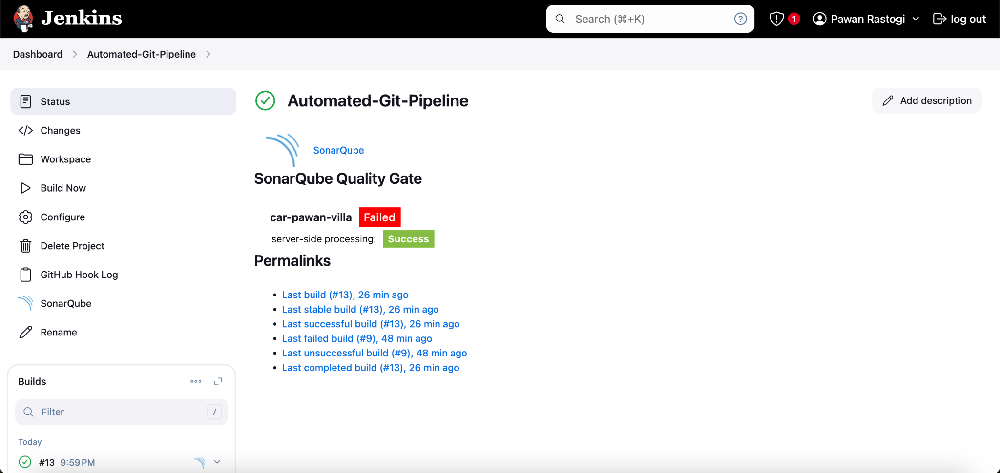 Jenkins
Search (⌘+K)
?
1
Pawan Rastogi
log out
Dashboard
Automated-Git-Pipeline
Status
Changes
Workspace
Build Now
Configure
Delete Project
GitHub Hook Log
SonarQube
Rename
Builds
Filter
/
Today
#13 9:59 PM
Automated-Git-Pipeline
Add description
SonarQube
SonarQube Quality Gate
car-pawan-villa Failed
server-side processing: Success
Permalinks
• Last build (#13), 26 min ago
• Last stable build (#13), 26 min ago
• Last successful build (#13), 26 min ago
• Last failed build (#9), 48 min ago
• Last unsuccessful build (#9), 48 min ago
• Last completed build (#13), 26 min ago